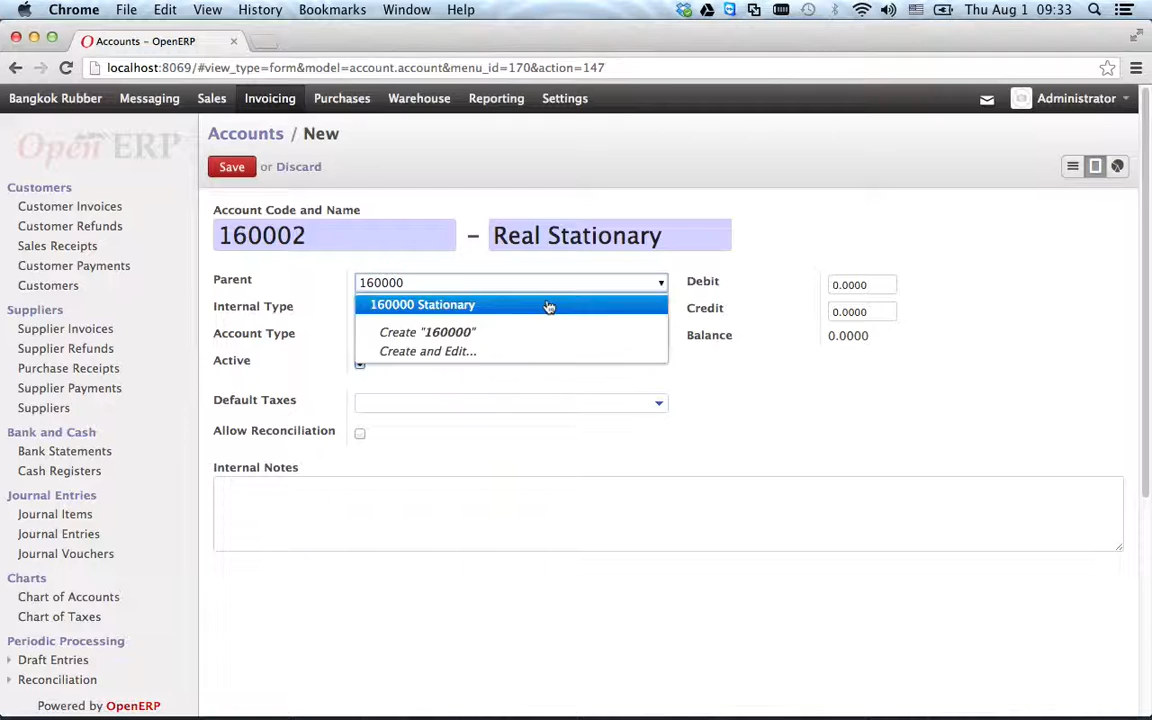 Chrome File Edit View History Bookmarks Window Help Thu Aug 1 09:33
Accounts – OpenERP
localhost:8069/#view_type=form&model=account.account&menu_id=170&action=147
Bangkok Rubber Messaging Sales Invoicing Purchases Warehouse Reporting Settings Administrator
Open ERP
Accounts / New
Save or Discard
Customers
Customer Invoices
Customer Refunds
Sales Receipts
Customer Payments
Customers
Suppliers
Supplier Invoices
Supplier Refunds
Purchase Receipts
Supplier Payments
Suppliers
Bank and Cash
Bank Statements
Cash Registers
Journal Entries
Journal Items
Journal Entries
Journal Vouchers
Charts
Chart of Accounts
Chart of Taxes
Periodic Processing
Draft Entries
Reconciliation
Powered by OpenERP
Account Code and Name
160002 – Real Stationary
Parent 160000
160000 Stationary
Create "160000"
Create and Edit...
Internal Type
Account Type
Active
Default Taxes
Allow Reconciliation
Debit 0.0000
Credit 0.0000
Balance 0.0000
Internal Notes